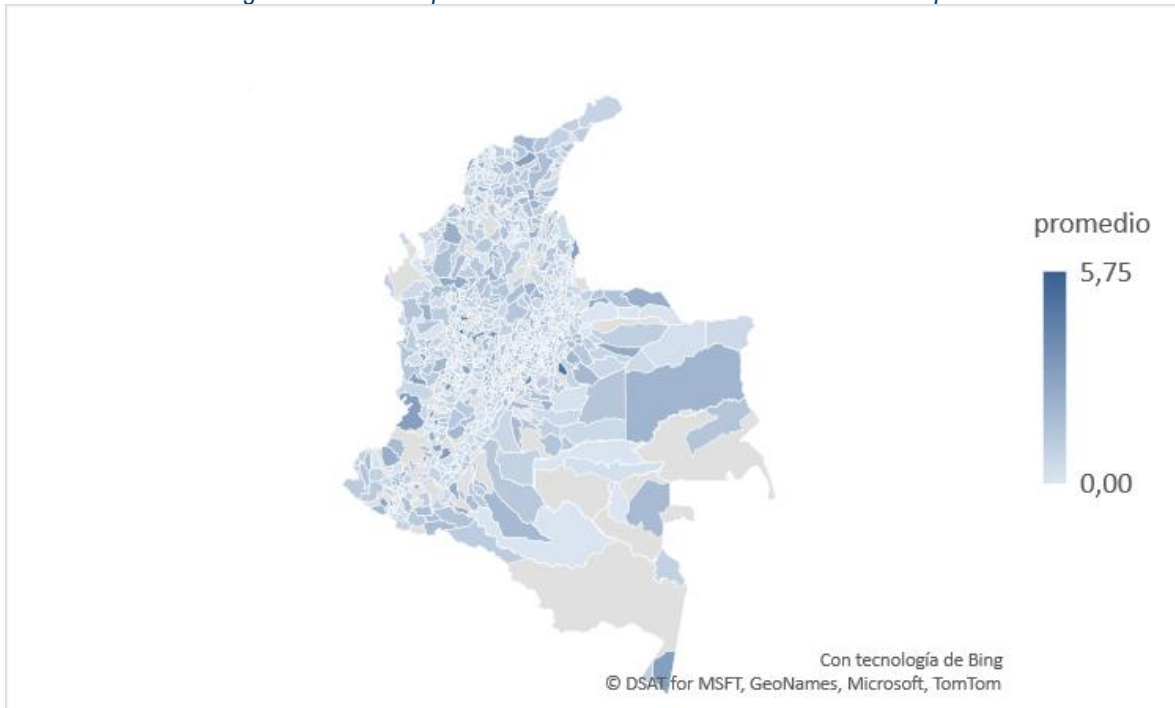 promedio
5,75
0,00
Con tecnología de Bing
© DSAT for MSFT, GeoNames, Microsoft, TomTom